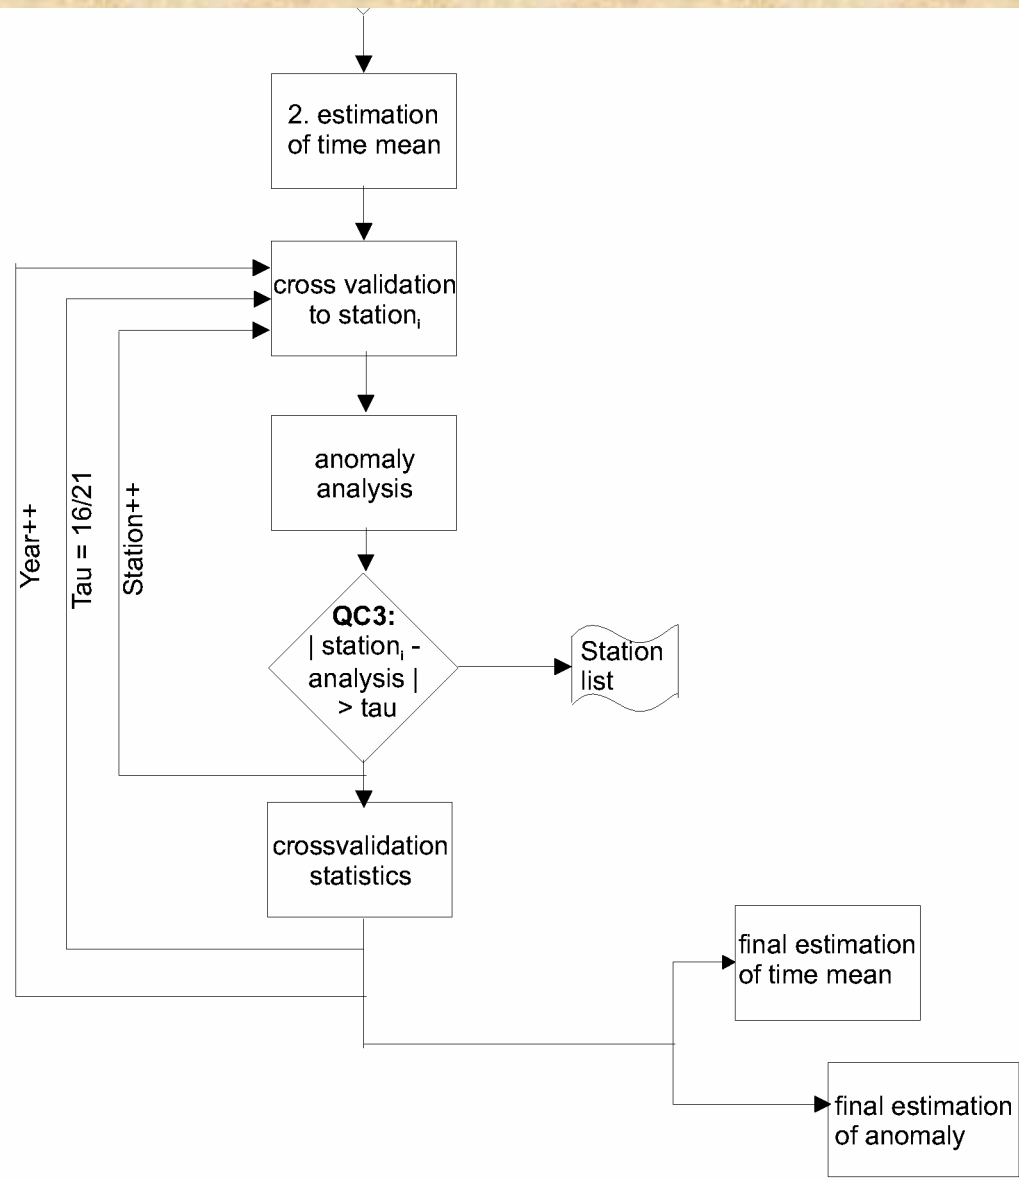 2. estimation
of time mean
cross validation
to stationᵢ
anomaly
analysis
Year++
Tau = 16/21
Station++
QC3:
| stationᵢ -
analysis |
> tau
Station
list
crossvalidation
statistics
final estimation
of time mean
final estimation
of anomaly